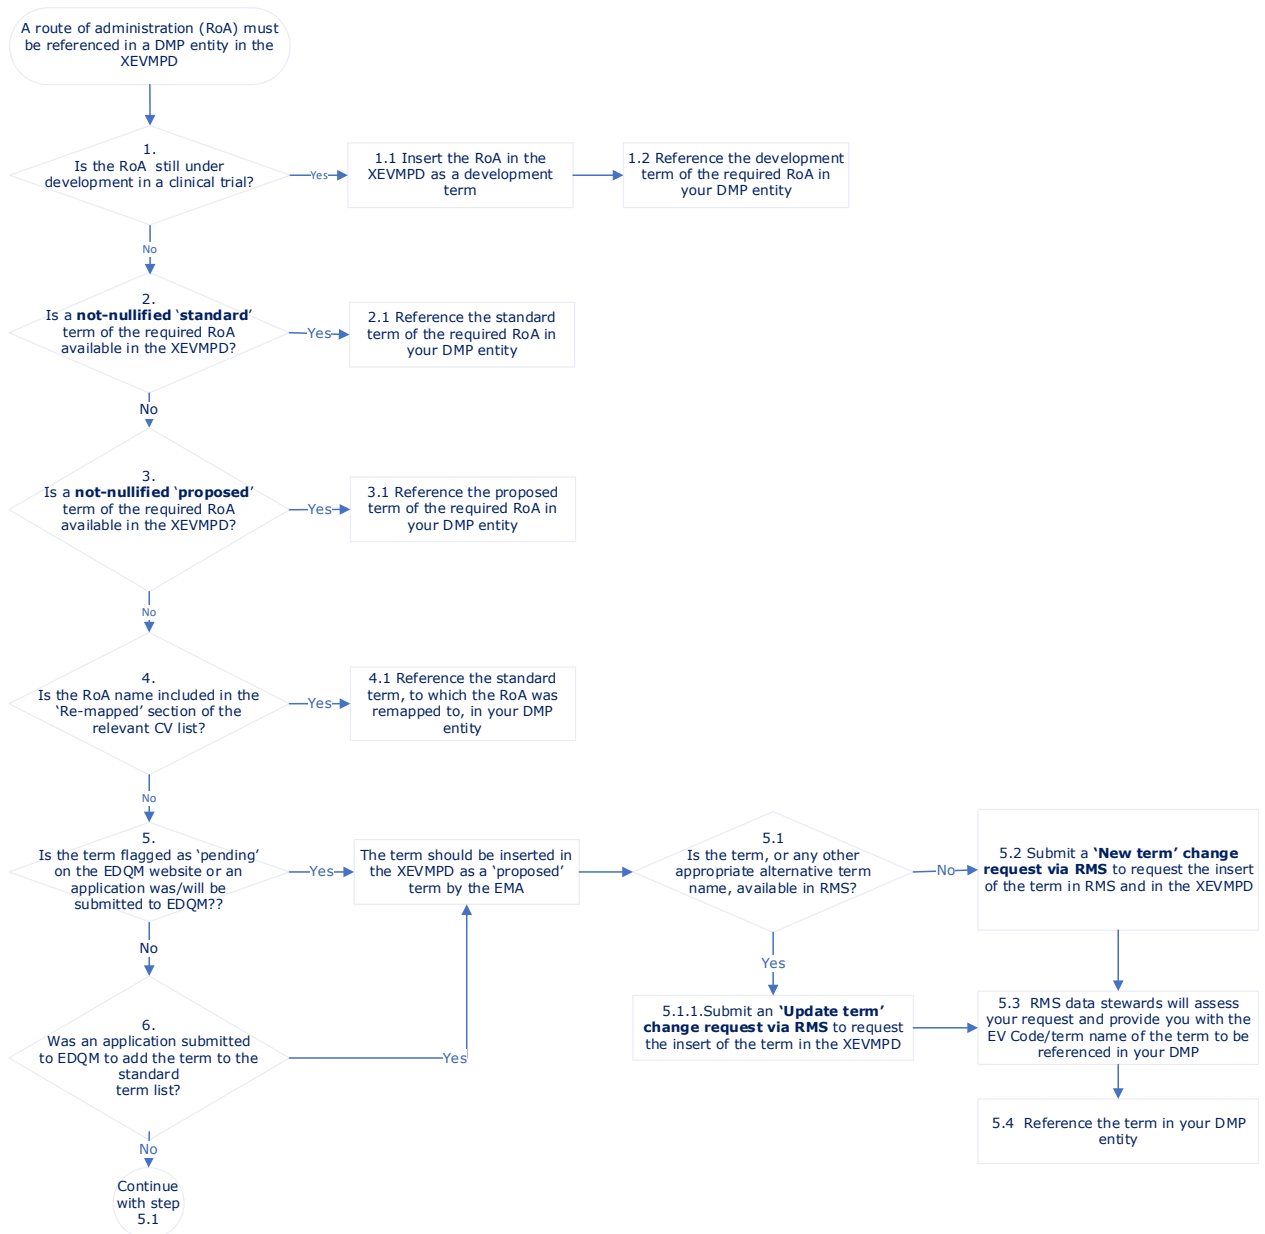 A route of administration (RoA) must
be referenced in a DMP entity in the
XEVMPD
1.
Is the RoA  still under
development in a clinical trial?
Yes
1.1 Insert the RoA in the
XEVMPD as a development
term
1.2 Reference the development
term of the required RoA in
your DMP entity
No
2.
Is a not-nullified ‘standard’
term of the required RoA
available in the XEVMPD?
Yes
2.1 Reference the standard
term of the required RoA in
your DMP entity
No
3.
Is a not-nullified ‘proposed’
term of the required RoA
available in the XEVMPD?
Yes
3.1 Reference the proposed
term of the required RoA in
your DMP entity
No
4.
Is the RoA name included in the
‘Re-mapped’ section of the
relevant CV list?
Yes
4.1 Reference the standard
term, to which the RoA was
remapped to, in your DMP
entity
No
5.
Is the term flagged as ‘pending’
on the EDQM website or an
application was/will be
submitted to EDQM??
Yes
The term should be inserted in
the XEVMPD as a ‘proposed’
term by the EMA
5.1
Is the term, or any other
appropriate alternative term
name, available in RMS?
No
5.2 Submit a ‘New term’ change
request via RMS to request the insert
of the term in RMS and in the XEVMPD
Yes
5.1.1.Submit an ‘Update term’
change request via RMS to request
the insert of the term in the XEVMPD
5.3  RMS data stewards will assess
your request and provide you with the
EV Code/term name of the term to be
referenced in your DMP
5.4  Reference the term in your DMP
entity
No
6.
Was an application submitted
to EDQM to add the term to the
standard
term list?
Yes
No
Continue
with step
5.1